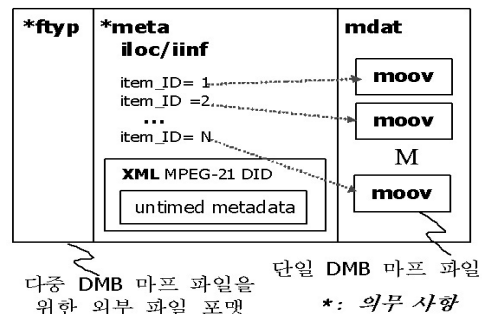 *ftyp
*meta
iloc/iinf
item_ID= 1
item_ID =2
...
item_ID= N
XML MPEG-21 DID
untimed metadata
mdat
moov
moov
M
moov
다중 DMB 마프 파일을
위한 외부 파일 포맷
단일 DMB 마프 파일
*: 의무 사항